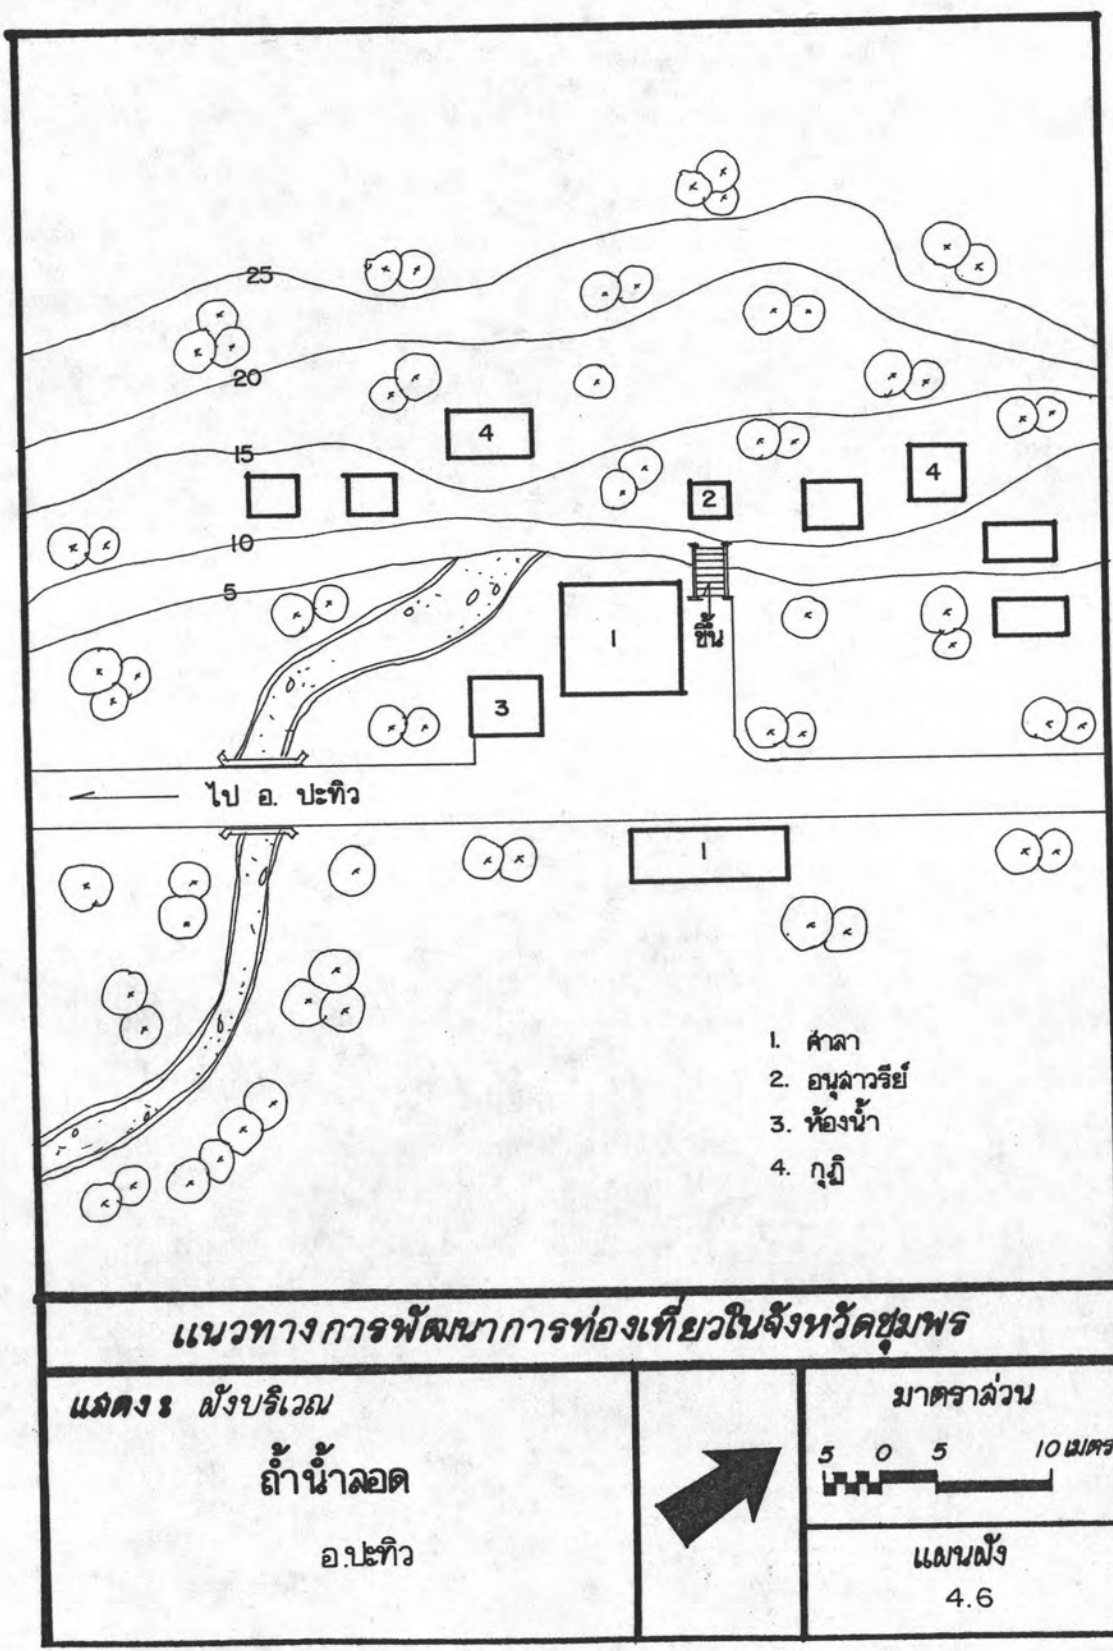 25
20
4
15
4
2
10
5
1
ขึ้น
3
ไป อ. ปะทิว
1
1. ศาลา
2. อนุสาวรีย์
3. ห้องน้ำ
4. กุฏิ
แนวทางการพัฒนาการท่องเที่ยวในจังหวัดชุมพร
แสดง: ผังบริเวณ
ถ้ำน้ำลอด
อ.ปะทิว
มาตราส่วน
5 0 5 10 เมตร
แผนผัง
4.6